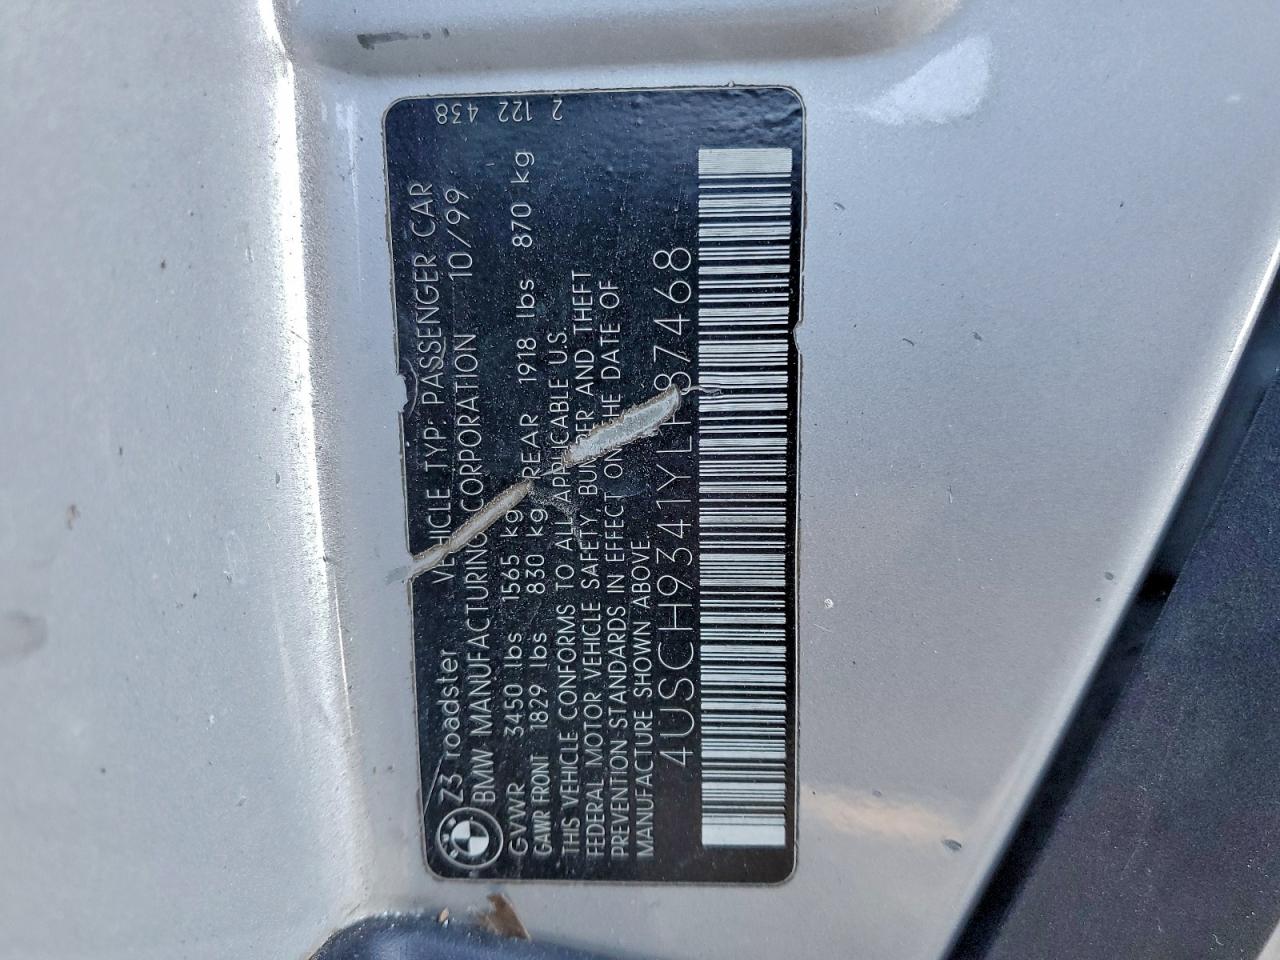 Z3 roadster VEHICLE TYP: PASSENGER CAR
BMW MANUFACTURING CORPORATION 10/99
GVWR 3450 lbs 1565 kg
GAWR FRONT 1829 lbs 830 kg REAR 1918 lbs 870 kg
THIS VEHICLE CONFORMS TO ALL APPLICABLE U.S.
FEDERAL MOTOR VEHICLE SAFETY, BUMPER AND THEFT
PREVENTION STANDARDS IN EFFECT ON THE DATE OF
MANUFACTURE SHOWN ABOVE.
2 122 438